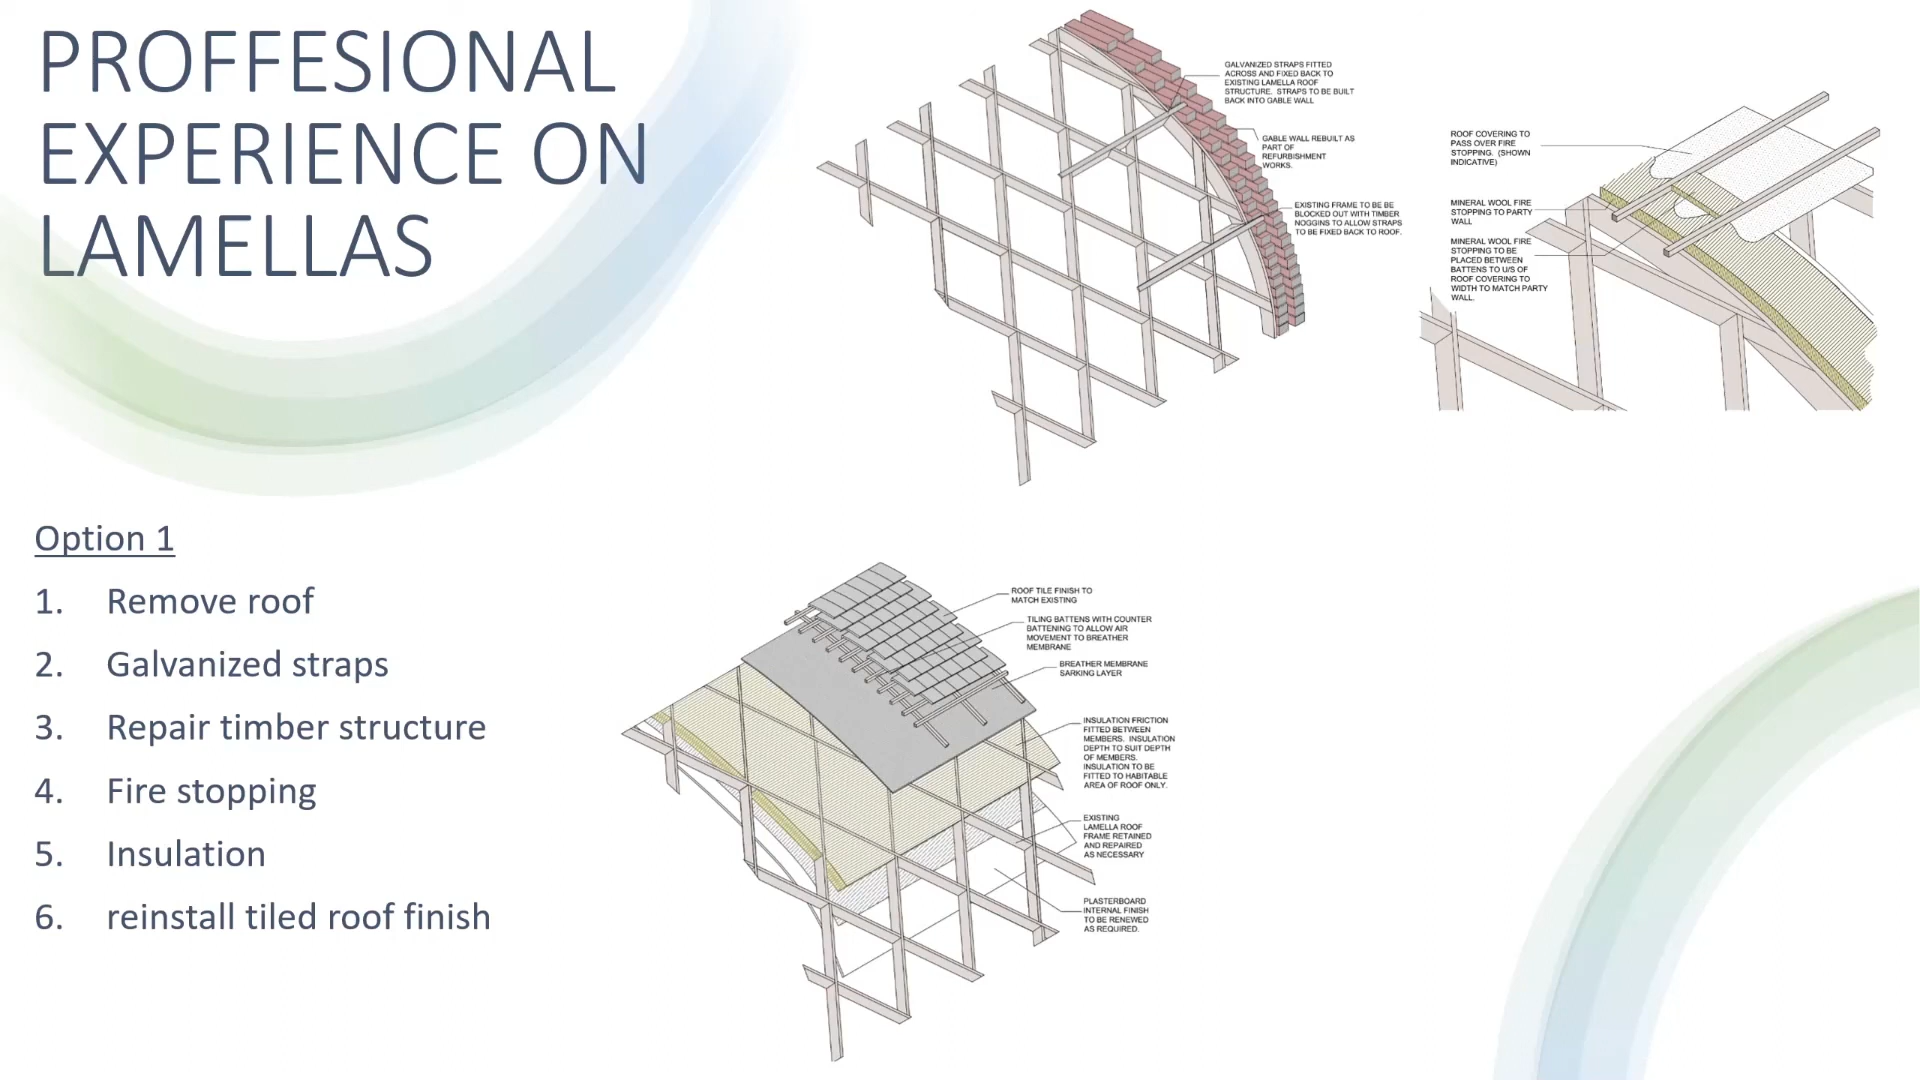 PROFFESIONAL
EXPERIENCE ON
LAMELLAS
GALVANIZED STRAPS FITTED
ACROSS AND FIXED BACK TO
EXISTING LAMELLA ROOF
STRUCTURE. STRAPS TO BE BUILT
BACK INTO GABLE WALL
GABLE WALL REBUILT AS
PART OF
REFURBISHMENT
WORKS.
EXISTING FRAME TO BE BE
BLOCKED OUT WITH TIMBER
NOGGINS TO ALLOW STRAPS
TO BE FIXED BACK TO ROOF.
ROOF COVERING TO
PASS OVER FIRE
STOPPING. (SHOWN
INDICATIVE)
MINERAL WOOL FIRE
STOPPING TO PARTY
WALL
MINERAL WOOL FIRE
STOPPING TO BE
PLACED BETWEEN
BATTENS TO U/S OF
ROOF COVERING TO
WIDTH TO MATCH PARTY
WALL.
Option 1
1. Remove roof
2. Galvanized straps
3. Repair timber structure
4. Fire stopping
5. Insulation
6. reinstall tiled roof finish
ROOF TILE FINISH TO
MATCH EXISTING
TILING BATTENS WITH COUNTER
BATTENING TO ALLOW AIR
MOVEMENT TO BREATHER
MEMBRANE
BREATHER MEMBRANE
SARKING LAYER
INSULATION FRICTION
FITTED BETWEEN
MEMBERS. INSULATION
DEPTH TO SUIT DEPTH
OF MEMBERS.
INSULATION TO BE
FITTED TO HABITABLE
AREA OF ROOF ONLY.
EXISTING
LAMELLA ROOF
FRAME RETAINED
AND REPAIRED
AS NECESSARY
PLASTERBOARD
INTERNAL FINISH
TO BE RENEWED
AS REQUIRED.